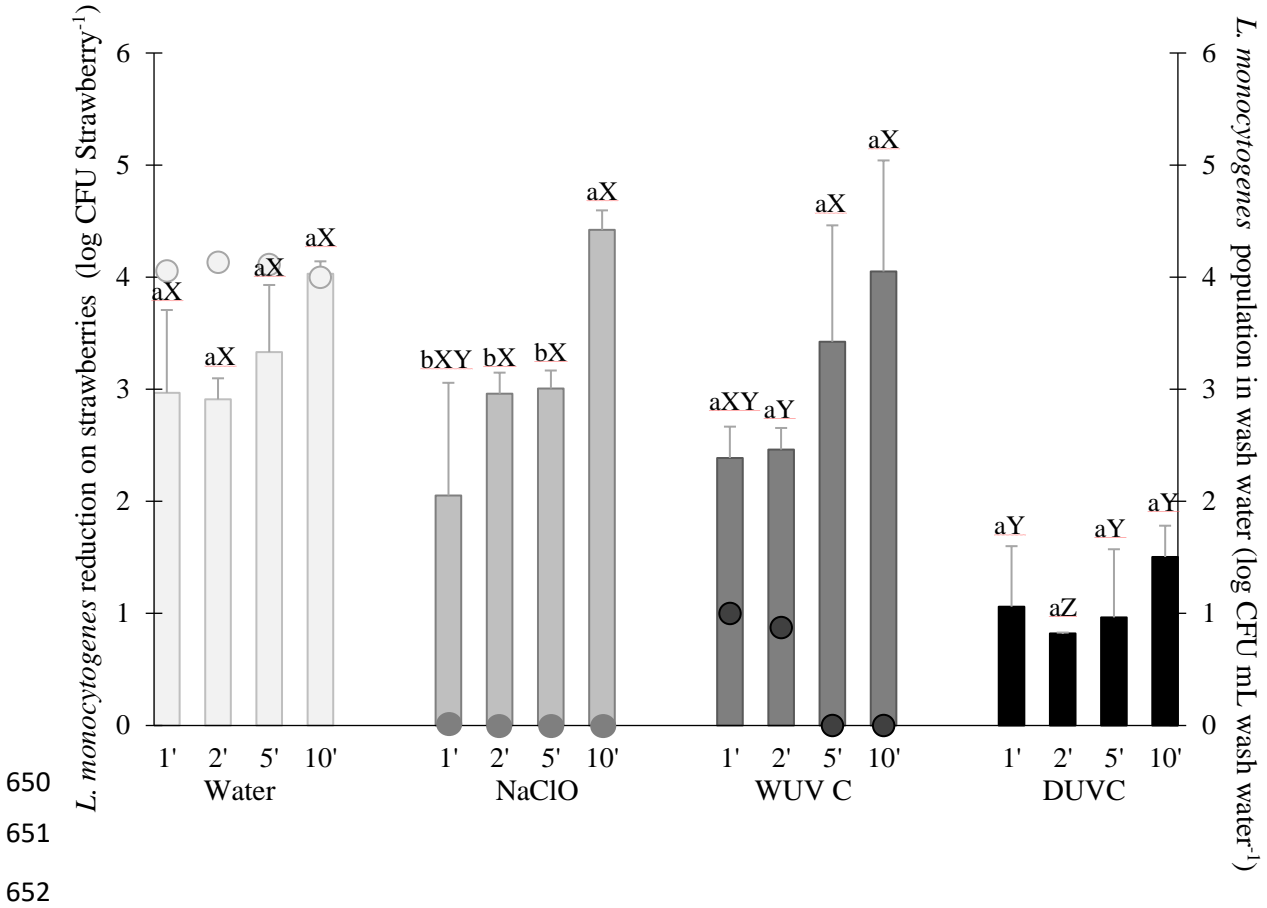 L. monocytogenes reduction on strawberries (log CFU Strawberry-1)
6
5
4
3
2
1
0
aX
aX
aX
aX
bXY
bX
bX
aX
aXY
aY
aX
aX
aY
aZ
aY
aY
6
5
4
3
2
1
0
L. monocytogenes population in wash water (log CFU mL wash water-1)
1' 2' 5' 10' 1' 2' 5' 10' 1' 2' 5' 10' 1' 2' 5' 10'
Water NaClO WUV C DUVC
650
651
652